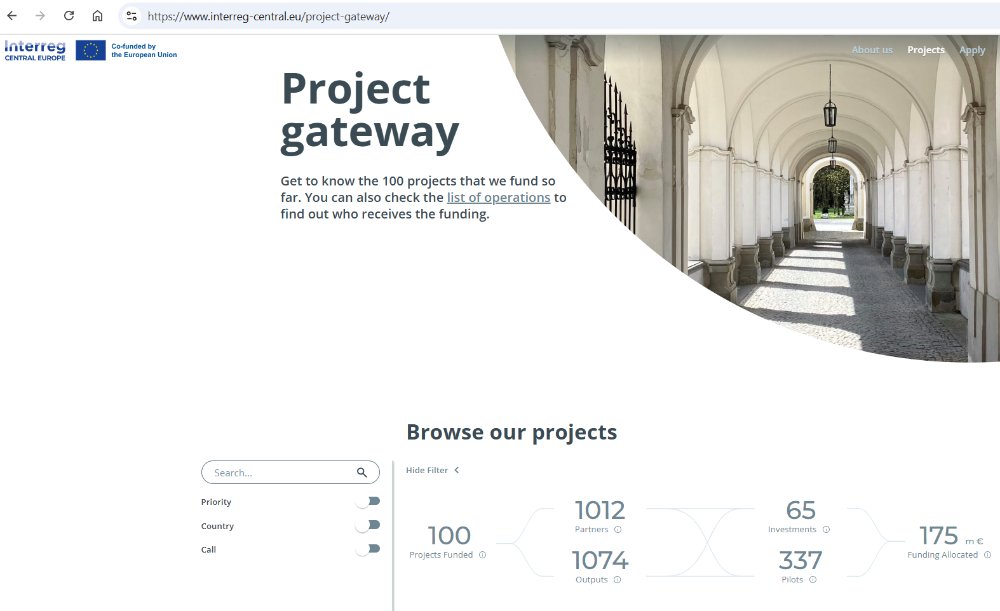 https://www.interreg-central.eu/project-gateway/
Interreg
CENTRAL EUROPE
Co-funded by
the European Union
About us
Projects
Apply
Project
gateway
Get to know the 100 projects that we fund so
far. You can also check the list of operations to
find out who receives the funding.
Browse our projects
Search...
Priority
Country
Call
Hide Filter
100
Projects Funded
1012
Partners
1074
Outputs
65
Investments
337
Pilots
175 m €
Funding Allocated